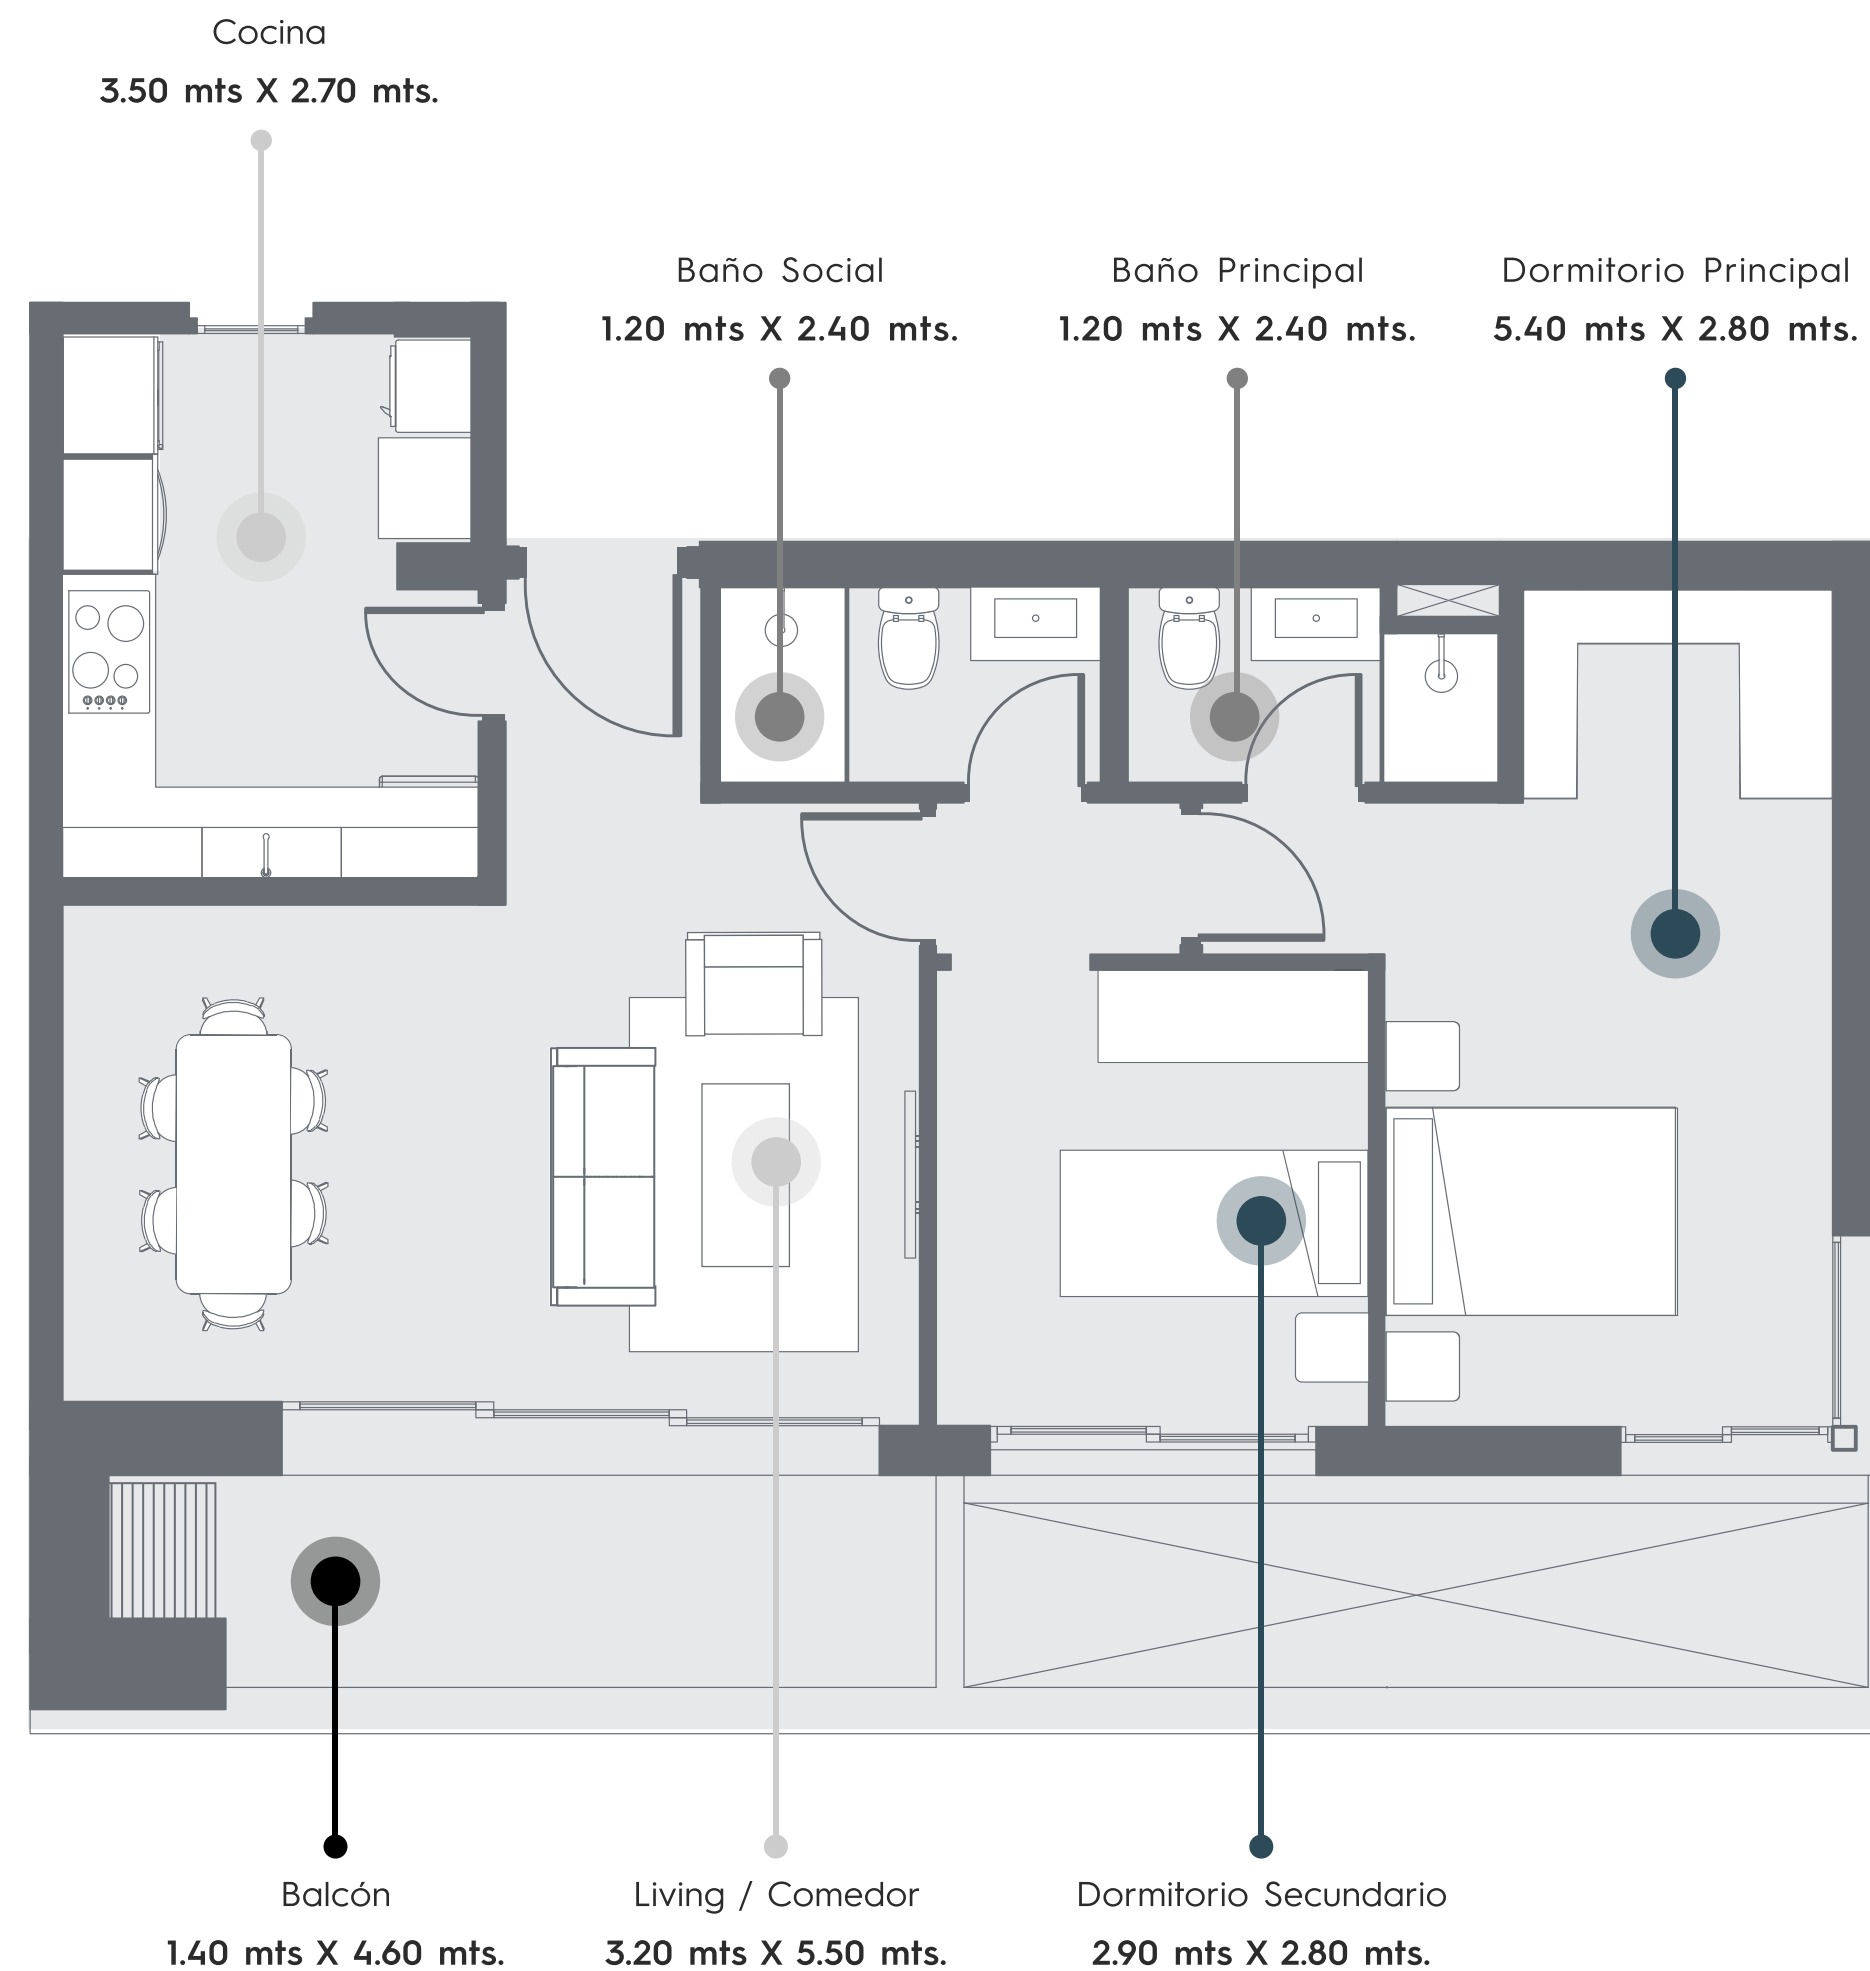 Cocina
3.50 mts X 2.70 mts.
Baño Social
1.20 mts X 2.40 mts.
Baño Principal
1.20 mts X 2.40 mts.
Dormitorio Principal
5.40 mts X 2.80 mts.
Balcón
1.40 mts X 4.60 mts.
Living / Comedor
3.20 mts X 5.50 mts.
Dormitorio Secundario
2.90 mts X 2.80 mts.